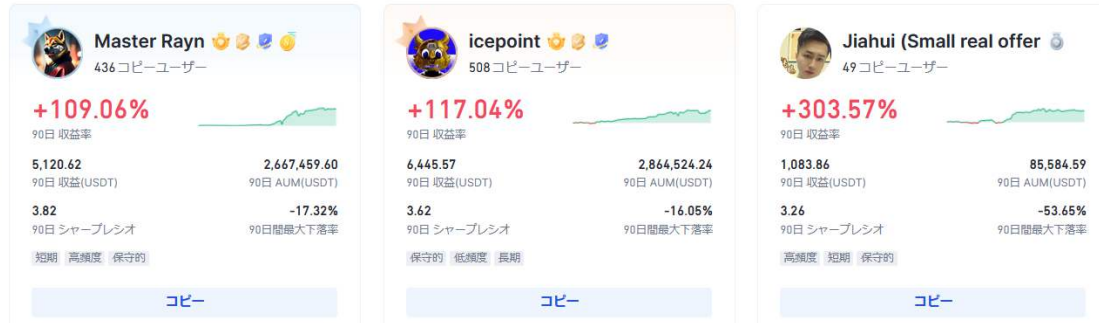 Master Rayn
436コピーユーザー
+109.06%
90日 収益率
5,120.62 2,667,459.60
90日 収益(USDT) 90日 AUM(USDT)
3.82 -17.32%
90日 シャープレシオ 90日間最大下落率
短期 高頻度 保守的
コピー
icepoint
508コピーユーザー
+117.04%
90日 収益率
6,445.57 2,864,524.24
90日 収益(USDT) 90日 AUM(USDT)
3.62 -16.05%
90日 シャープレシオ 90日間最大下落率
保守的 低頻度 長期
コピー
Jiahui (Small real offer
49コピーユーザー
+303.57%
90日 収益率
1,083.86 85,584.59
90日 収益(USDT) 90日 AUM(USDT)
3.26 -53.65%
90日 シャープレシオ 90日間最大下落率
高頻度 短期 保守的
コピー